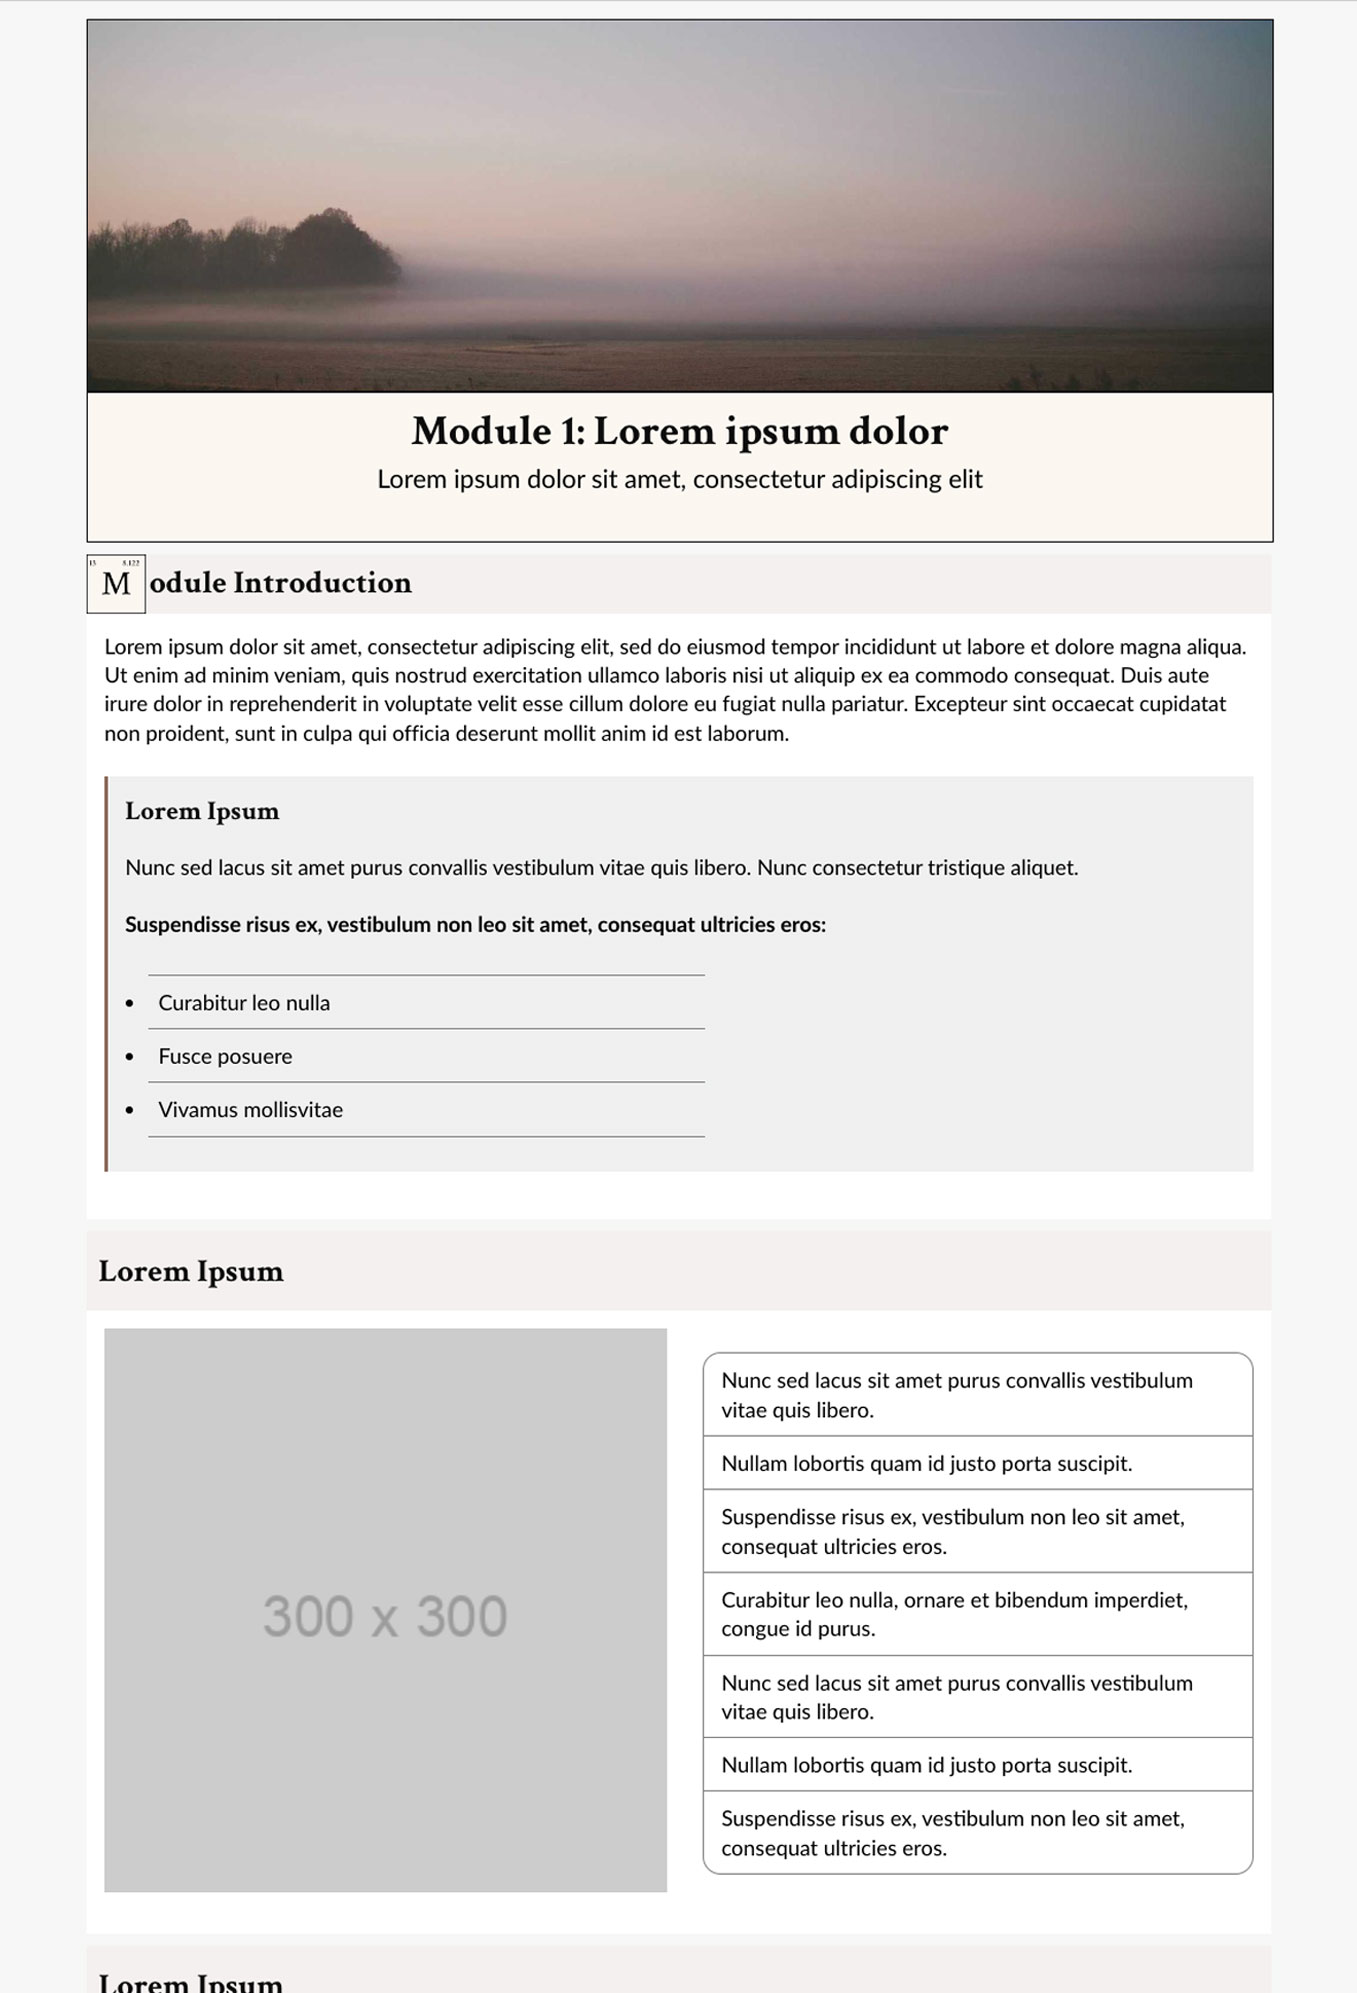 Module 1: Lorem ipsum dolor
Lorem ipsum dolor sit amet, consectetur adipiscing elit
13 8.122
Module Introduction
Lorem ipsum dolor sit amet, consectetur adipiscing elit, sed do eiusmod tempor incididunt ut labore et dolore magna aliqua.
Ut enim ad minim veniam, quis nostrud exercitation ullamco laboris nisi ut aliquip ex ea commodo consequat. Duis aute
irure dolor in reprehenderit in voluptate velit esse cillum dolore eu fugiat nulla pariatur. Excepteur sint occaecat cupidatat
non proident, sunt in culpa qui officia deserunt mollit anim id est laborum.
Lorem Ipsum
Nunc sed lacus sit amet purus convallis vestibulum vitae quis libero. Nunc consectetur tristique aliquet.
Suspendisse risus ex, vestibulum non leo sit amet, consequat ultricies eros:
• Curabitur leo nulla
• Fusce posuere
• Vivamus mollisvitae
Lorem Ipsum
300 x 300
Nunc sed lacus sit amet purus convallis vestibulum
vitae quis libero.
Nullam lobortis quam id justo porta suscipit.
Suspendisse risus ex, vestibulum non leo sit amet,
consequat ultricies eros.
Curabitur leo nulla, ornare et bibendum imperdiet,
congue id purus.
Nunc sed lacus sit amet purus convallis vestibulum
vitae quis libero.
Nullam lobortis quam id justo porta suscipit.
Suspendisse risus ex, vestibulum non leo sit amet,
consequat ultricies eros.
Lorem Ipsum